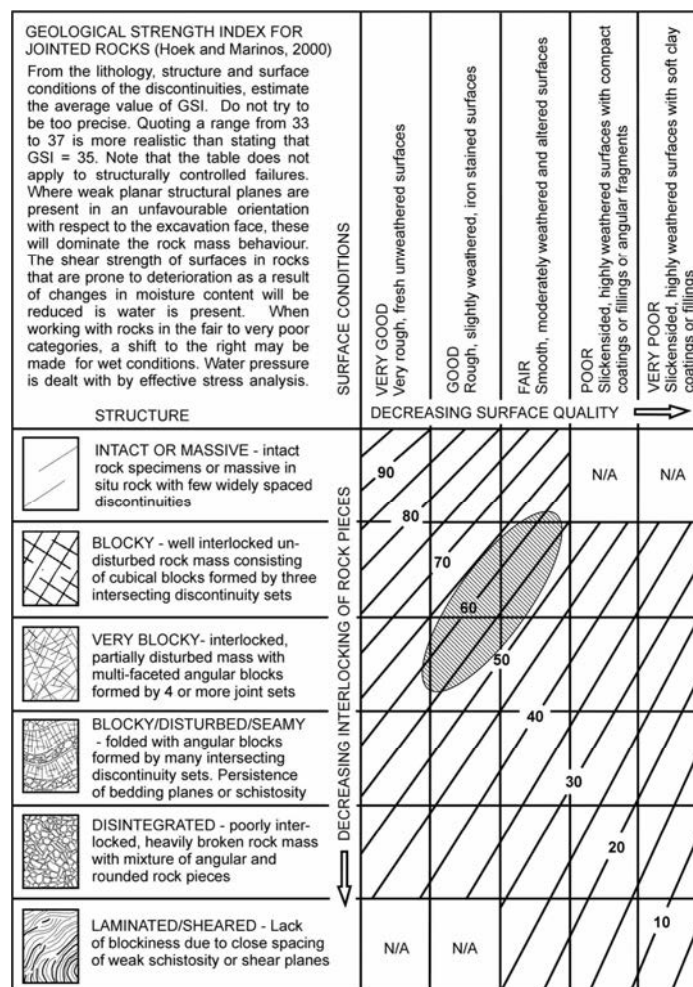 GEOLOGICAL STRENGTH INDEX FOR
JOINTED ROCKS (Hoek and Marinos, 2000)
From the lithology, structure and surface
conditions of the discontinuities, estimate
the average value of GSI. Do not try to
be too precise. Quoting a range from 33
to 37 is more realistic than stating that
GSI = 35. Note that the table does not
apply to structurally controlled failures.
Where weak planar structural planes are
present in an unfavourable orientation
with respect to the excavation face, these
will dominate the rock mass behaviour.
The shear strength of surfaces in rocks
that are prone to deterioration as a result
of changes in moisture content will be
reduced is water is present. When
working with rocks in the fair to very poor
categories, a shift to the right may be
made for wet conditions. Water pressure
is dealt with by effective stress analysis.
STRUCTURE
SURFACE CONDITIONS
VERY GOOD
Very rough, fresh unweathered surfaces
GOOD
Rough, slightly weathered, iron stained surfaces
FAIR
Smooth, moderately weathered and altered surfaces
POOR
Slickensided, highly weathered surfaces with compact
coatings or fillings or angular fragments
VERY POOR
Slickensided, highly weathered surfaces with soft clay
coatings or fillings
DECREASING SURFACE QUALITY
DECREASING INTERLOCKING OF ROCK PIECES
INTACT OR MASSIVE - intact
rock specimens or massive in
situ rock with few widely spaced
discontinuities
90
80
N/A
N/A
BLOCKY - well interlocked un-
disturbed rock mass consisting
of cubical blocks formed by three
intersecting discontinuity sets
70
60
VERY BLOCKY- interlocked,
partially disturbed mass with
multi-faceted angular blocks
formed by 4 or more joint sets
50
BLOCKY/DISTURBED/SEAMY
- folded with angular blocks
formed by many intersecting
discontinuity sets. Persistence
of bedding planes or schistosity
40
30
DISINTEGRATED - poorly inter-
locked, heavily broken rock mass
with mixture of angular and
rounded rock pieces
20
LAMINATED/SHEARED - Lack
of blockiness due to close spacing
of weak schistosity or shear planes
N/A
N/A
10